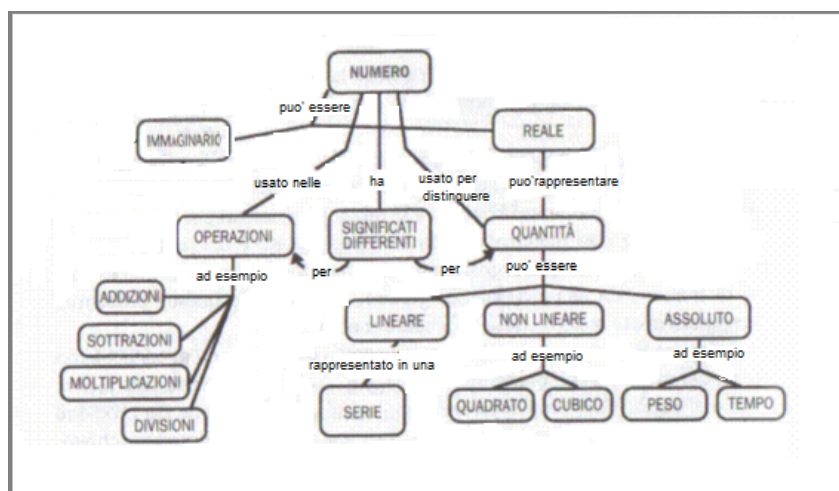 NUMERO
puo' essere
IMMAGINARIO
REALE
usato nelle
ha
usato per
distinguere
puo'rappresentare
OPERAZIONI
SIGNIFICATI
DIFFERENTI
QUANTITÀ
ad esempio
per
per
puo' essere
ADDIZIONI
LINEARE
NON LINEARE
ASSOLUTO
SOTTRAZIONI
rappresentato in una
ad esempio
ad esempio
MOLTIPLICAZIONI
SERIE
QUADRATO
CUBICO
PESO
TEMPO
DIVISIONI